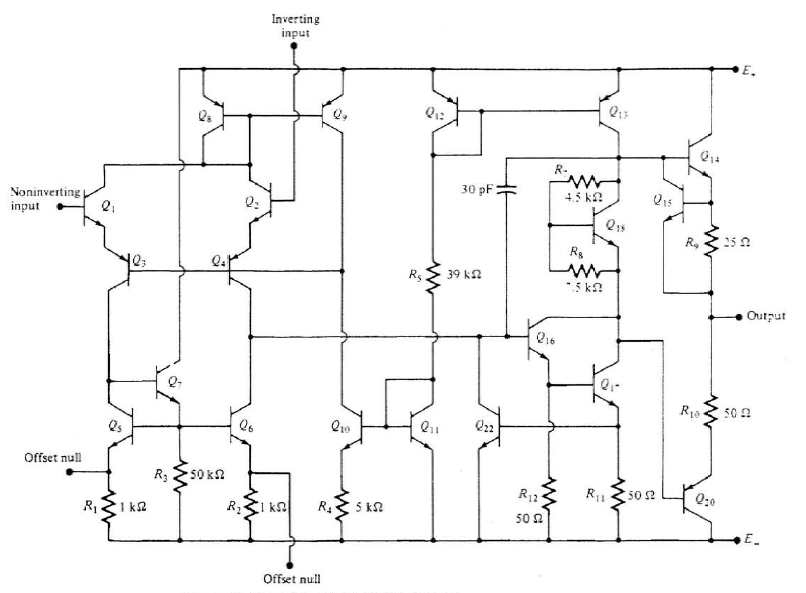 Inverting
input
E₊
Q₈
Q₉
Q₁₂
Q₁₃
Q₁₄
Noninverting
input
Q₁
Q₂
30 pF
R₇
4.5 kΩ
Q₁₅
Q₁₈
R₉
25 Ω
Q₃
Q₄
R₅
39 kΩ
R₈
7.5 kΩ
Output
Q₁₆
Q₇
Q₁₇
Q₅
Q₆
Q₁₀
Q₁₁
Q₂₂
R₁₀
50 Ω
Offset null
R₃
50 kΩ
R₁
1 kΩ
R₂
1 kΩ
R₄
5 kΩ
R₁₂
50 Ω
R₁₁
50 Ω
Q₂₀
E₋
Offset null